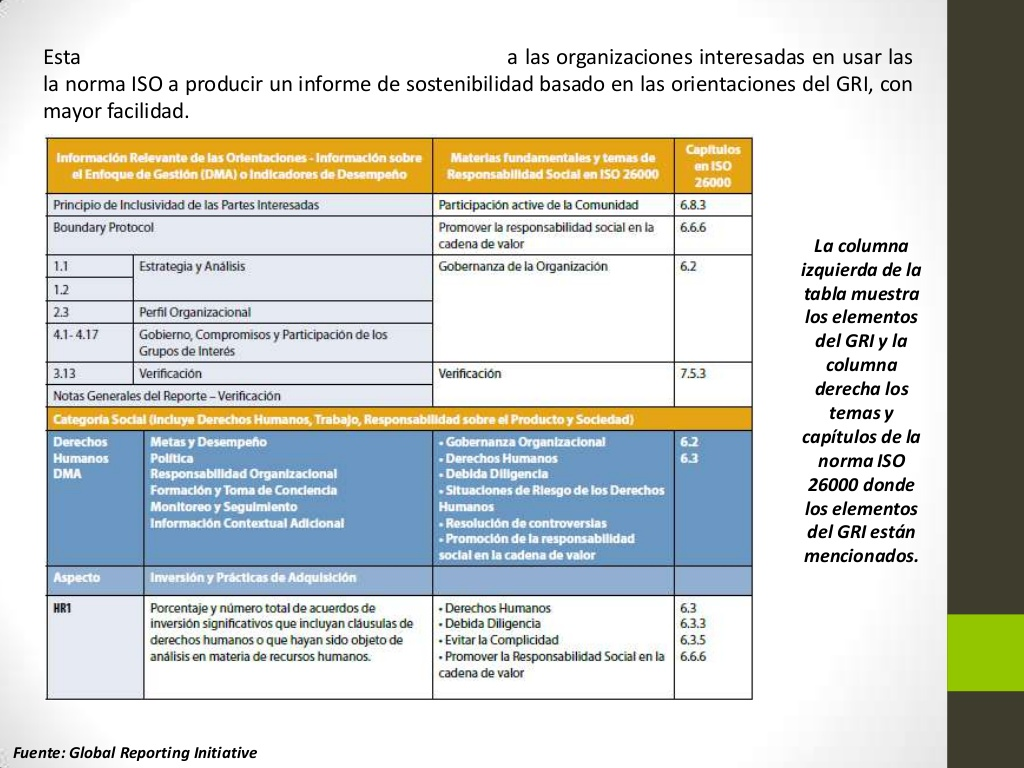 Esta a las organizaciones interesadas en usar las
la norma ISO a producir un informe de sostenibilidad basado en las orientaciones del GRI, con
mayor facilidad.
Información Relevante de las Orientaciones - Información sobre
el Enfoque de Gestión (DMA) o Indicadores de Desempeño
Materias fundamentales y temas de
Responsabilidad Social en ISO 26000
Capítulos
en ISO
26000
Principio de Inclusividad de las Partes Interesadas
Participación active de la Comunidad
6.8.3
Boundary Protocol
Promover la responsabilidad social en la
cadena de valor
6.6.6
1.1
Estrategia y Análisis
Gobernanza de la Organización
6.2
1.2
2.3
Perfil Organizacional
4.1- 4.17
Gobierno, Compromisos y Participación de los
Grupos de Interés
3.13
Verificación
Verificación
7.5.3
Notas Generales del Reporte – Verificación
Categoría Social (incluye Derechos Humanos, Trabajo, Responsabilidad sobre el Producto y Sociedad)
Derechos
Humanos
DMA
Metas y Desempeño
Política
Responsabilidad Organizacional
Formación y Toma de Conciencia
Monitoreo y Seguimiento
Información Contextual Adicional
• Gobernanza Organizacional
• Derechos Humanos
• Debida Diligencia
• Situaciones de Riesgo de los Derechos
Humanos
• Resolución de controversias
• Promoción de la responsabilidad
social en la cadena de valor
6.2
6.3
Aspecto
Inversión y Prácticas de Adquisición
HR1
Porcentaje y número total de acuerdos de
inversión significativos que incluyan cláusulas de
derechos humanos o que hayan sido objeto de
análisis en materia de recursos humanos.
• Derechos Humanos
• Debida Diligencia
• Evitar la Complicidad
• Promover la Responsabilidad Social en la
cadena de valor
6.3
6.3.3
6.3.5
6.6.6
La columna
izquierda de la
tabla muestra
los elementos
del GRI y la
columna
derecha los
temas y
capítulos de la
norma ISO
26000 donde
los elementos
del GRI están
mencionados.
Fuente: Global Reporting Initiative